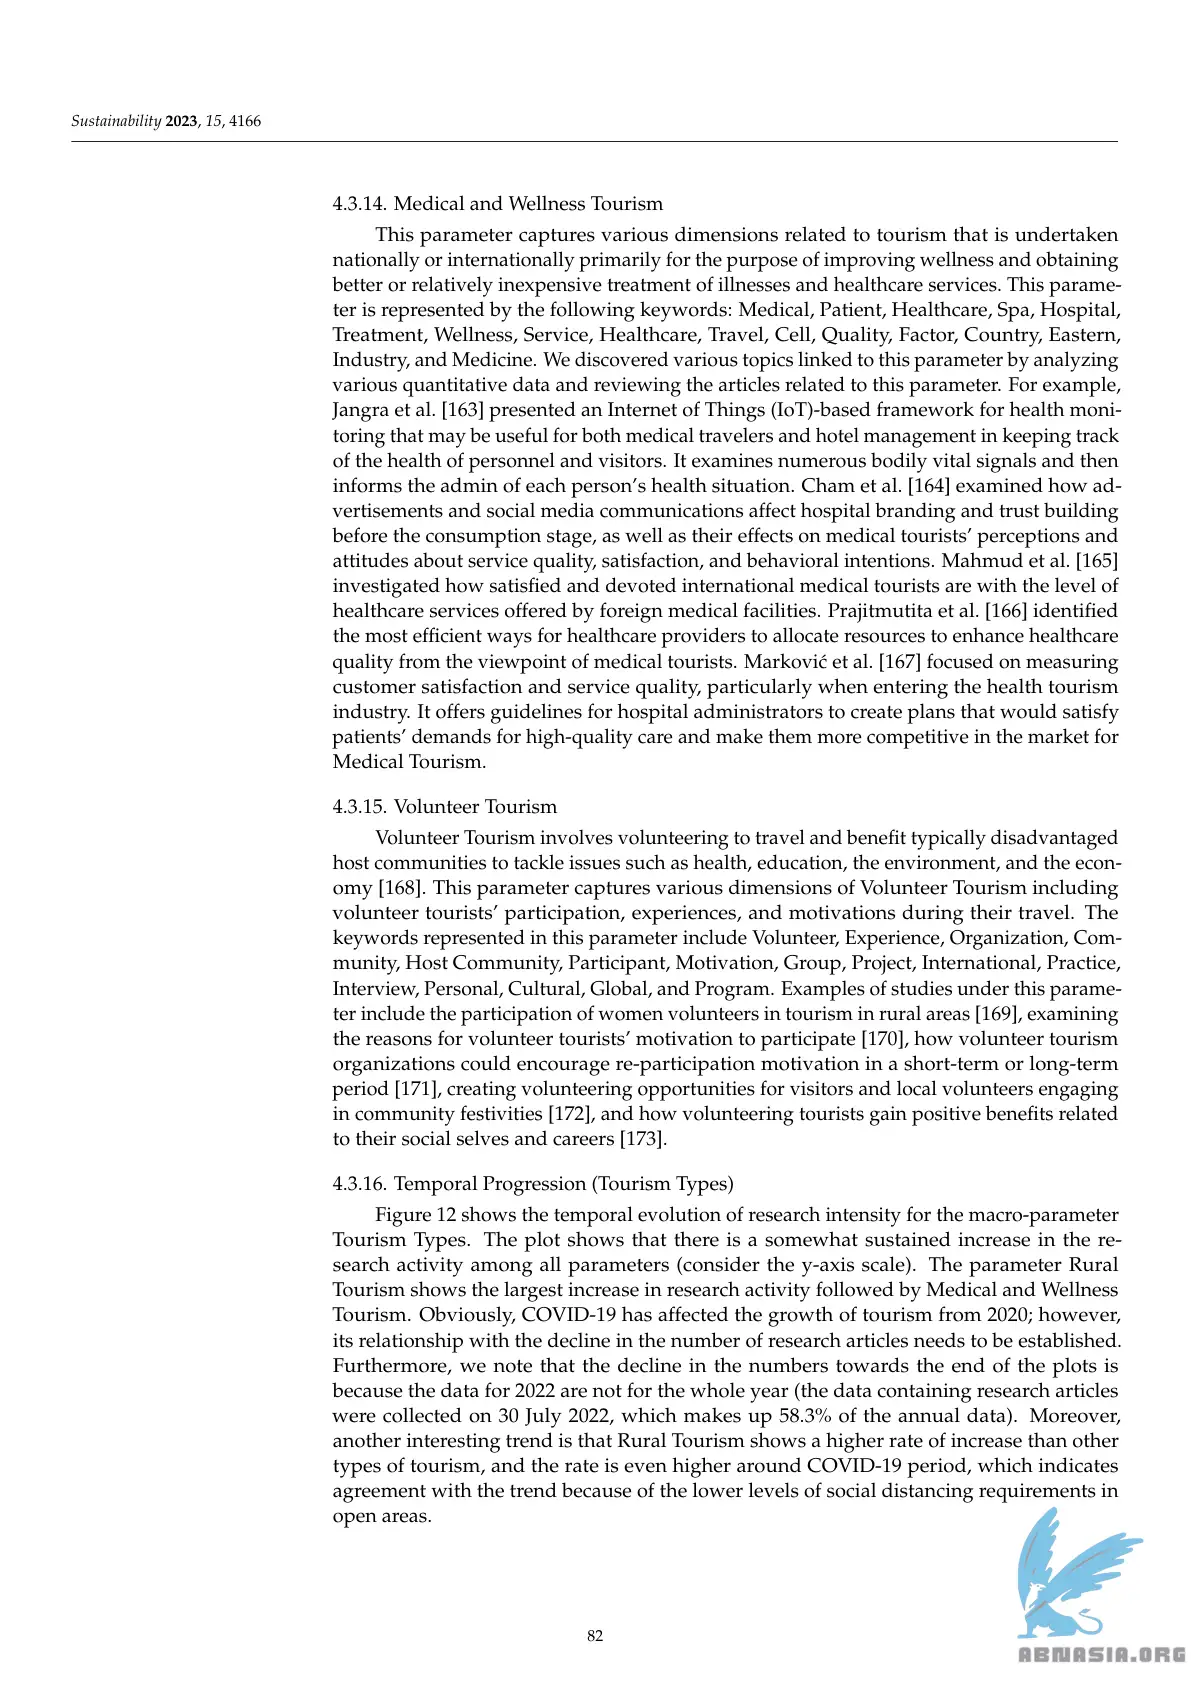 Sustainability 2023, 15, 4166
4.3.14. Medical and Wellness Tourism
This parameter captures various dimensions related to tourism that is undertaken
nationally or internationally primarily for the purpose of improving wellness and obtaining
better or relatively inexpensive treatment of illnesses and healthcare services. This parame-
ter is represented by the following keywords: Medical, Patient, Healthcare, Spa, Hospital,
Treatment, Wellness, Service, Healthcare, Travel, Cell, Quality, Factor, Country, Eastern,
Industry, and Medicine. We discovered various topics linked to this parameter by analyzing
various quantitative data and reviewing the articles related to this parameter. For example,
Jangra et al. [163] presented an Internet of Things (IoT)-based framework for health moni-
toring that may be useful for both medical travelers and hotel management in keeping track
of the health of personnel and visitors. It examines numerous bodily vital signals and then
informs the admin of each person's health situation. Cham et al. [164] examined how ad-
vertisements and social media communications affect hospital branding and trust building
before the consumption stage, as well as their effects on medical tourists' perceptions and
attitudes about service quality, satisfaction, and behavioral intentions. Mahmud et al. [165]
investigated how satisfied and devoted international medical tourists are with the level of
healthcare services offered by foreign medical facilities. Prajitmutita et al. [166] identified
the most efficient ways for healthcare providers to allocate resources to enhance healthcare
quality from the viewpoint of medical tourists. Marković et al. [167] focused on measuring
customer satisfaction and service quality, particularly when entering the health tourism
industry. It offers guidelines for hospital administrators to create plans that would satisfy
patients' demands for high-quality care and make them more competitive in the market for
Medical Tourism.
4.3.15. Volunteer Tourism
Volunteer Tourism involves volunteering to travel and benefit typically disadvantaged
host communities to tackle issues such as health, education, the environment, and the econ-
omy [168]. This parameter captures various dimensions of Volunteer Tourism including
volunteer tourists' participation, experiences, and motivations during their travel. The
keywords represented in this parameter include Volunteer, Experience, Organization, Com-
munity, Host Community, Participant, Motivation, Group, Project, International, Practice,
Interview, Personal, Cultural, Global, and Program. Examples of studies under this parame-
ter include the participation of women volunteers in tourism in rural areas [169], examining
the reasons for volunteer tourists' motivation to participate [170], how volunteer tourism
organizations could encourage re-participation motivation in a short-term or long-term
period [171], creating volunteering opportunities for visitors and local volunteers engaging
in community festivities [172], and how volunteering tourists gain positive benefits related
to their social selves and careers [173].
4.3.16. Temporal Progression (Tourism Types)
Figure 12 shows the temporal evolution of research intensity for the macro-parameter
Tourism Types. The plot shows that there is a somewhat sustained increase in the re-
search activity among all parameters (consider the y-axis scale). The parameter Rural
Tourism shows the largest increase in research activity followed by Medical and Wellness
Tourism. Obviously, COVID-19 has affected the growth of tourism from 2020; however,
its relationship with the decline in the number of research articles needs to be established.
Furthermore, we note that the decline in the numbers towards the end of the plots is
because the data for 2022 are not for the whole year (the data containing research articles
were collected on 30 July 2022, which makes up 58.3% of the annual data). Moreover,
another interesting trend is that Rural Tourism shows a higher rate of increase than other
types of tourism, and the rate is even higher around COVID-19 period, which indicates
agreement with the trend because of the lower levels of social distancing requirements in
open areas.
82
ABNASIA.ORG